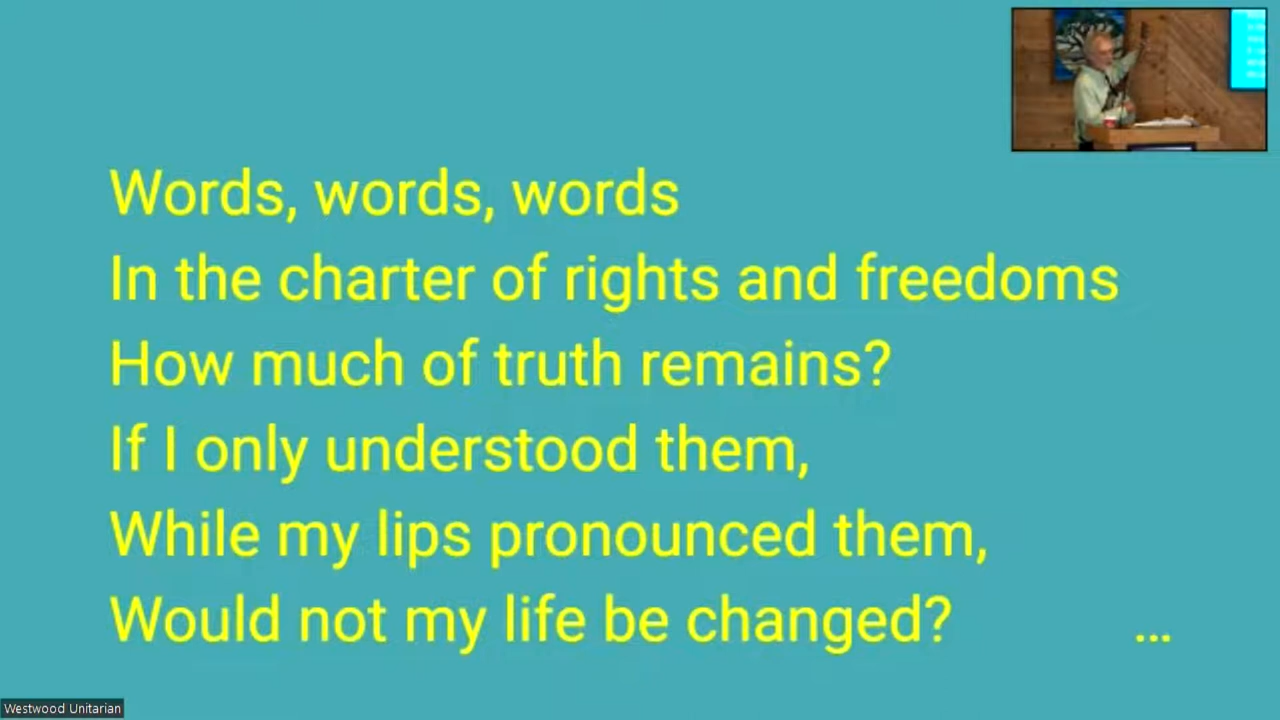 Words, words, words
In the charter of rights and freedoms
How much of truth remains?
If I only understood them,
While my lips pronounced them,
Would not my life be changed?
...
Westwood Unitarian